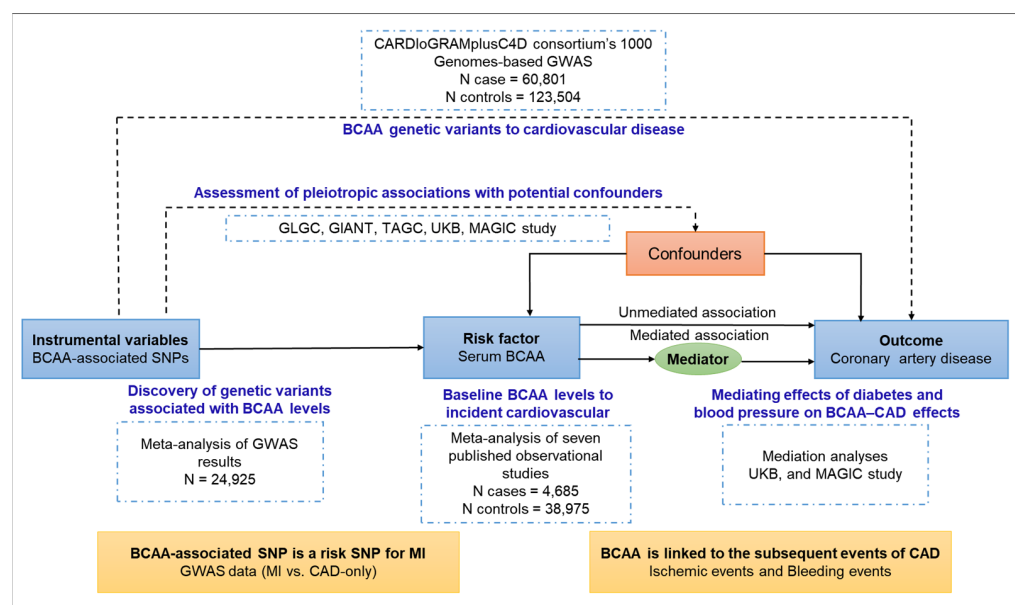 CARDIoGRAMplusC4D consortium's 1000
Genomes-based GWAS
N case = 60,801
N controls = 123,504
BCAA genetic variants to cardiovascular disease
Assessment of pleiotropic associations with potential confounders
GLGC, GIANT, TAGC, UKB, MAGIC study
Confounders
Instrumental variables
BCAA-associated SNPs
Risk factor
Serum BCAA
Unmediated association
Mediated association
Mediator
Outcome
Coronary artery disease
Discovery of genetic variants
associated with BCAA levels
Meta-analysis of GWAS
results
N = 24,925
Baseline BCAA levels to
incident cardiovascular
Meta-analysis of seven
published observational
studies
N cases = 4,685
N controls = 38,975
Mediating effects of diabetes and
blood pressure on BCAA–CAD effects
Mediation analyses
UKB, and MAGIC study
BCAA-associated SNP is a risk SNP for MI
GWAS data (MI vs. CAD-only)
BCAA is linked to the subsequent events of CAD
Ischemic events and Bleeding events